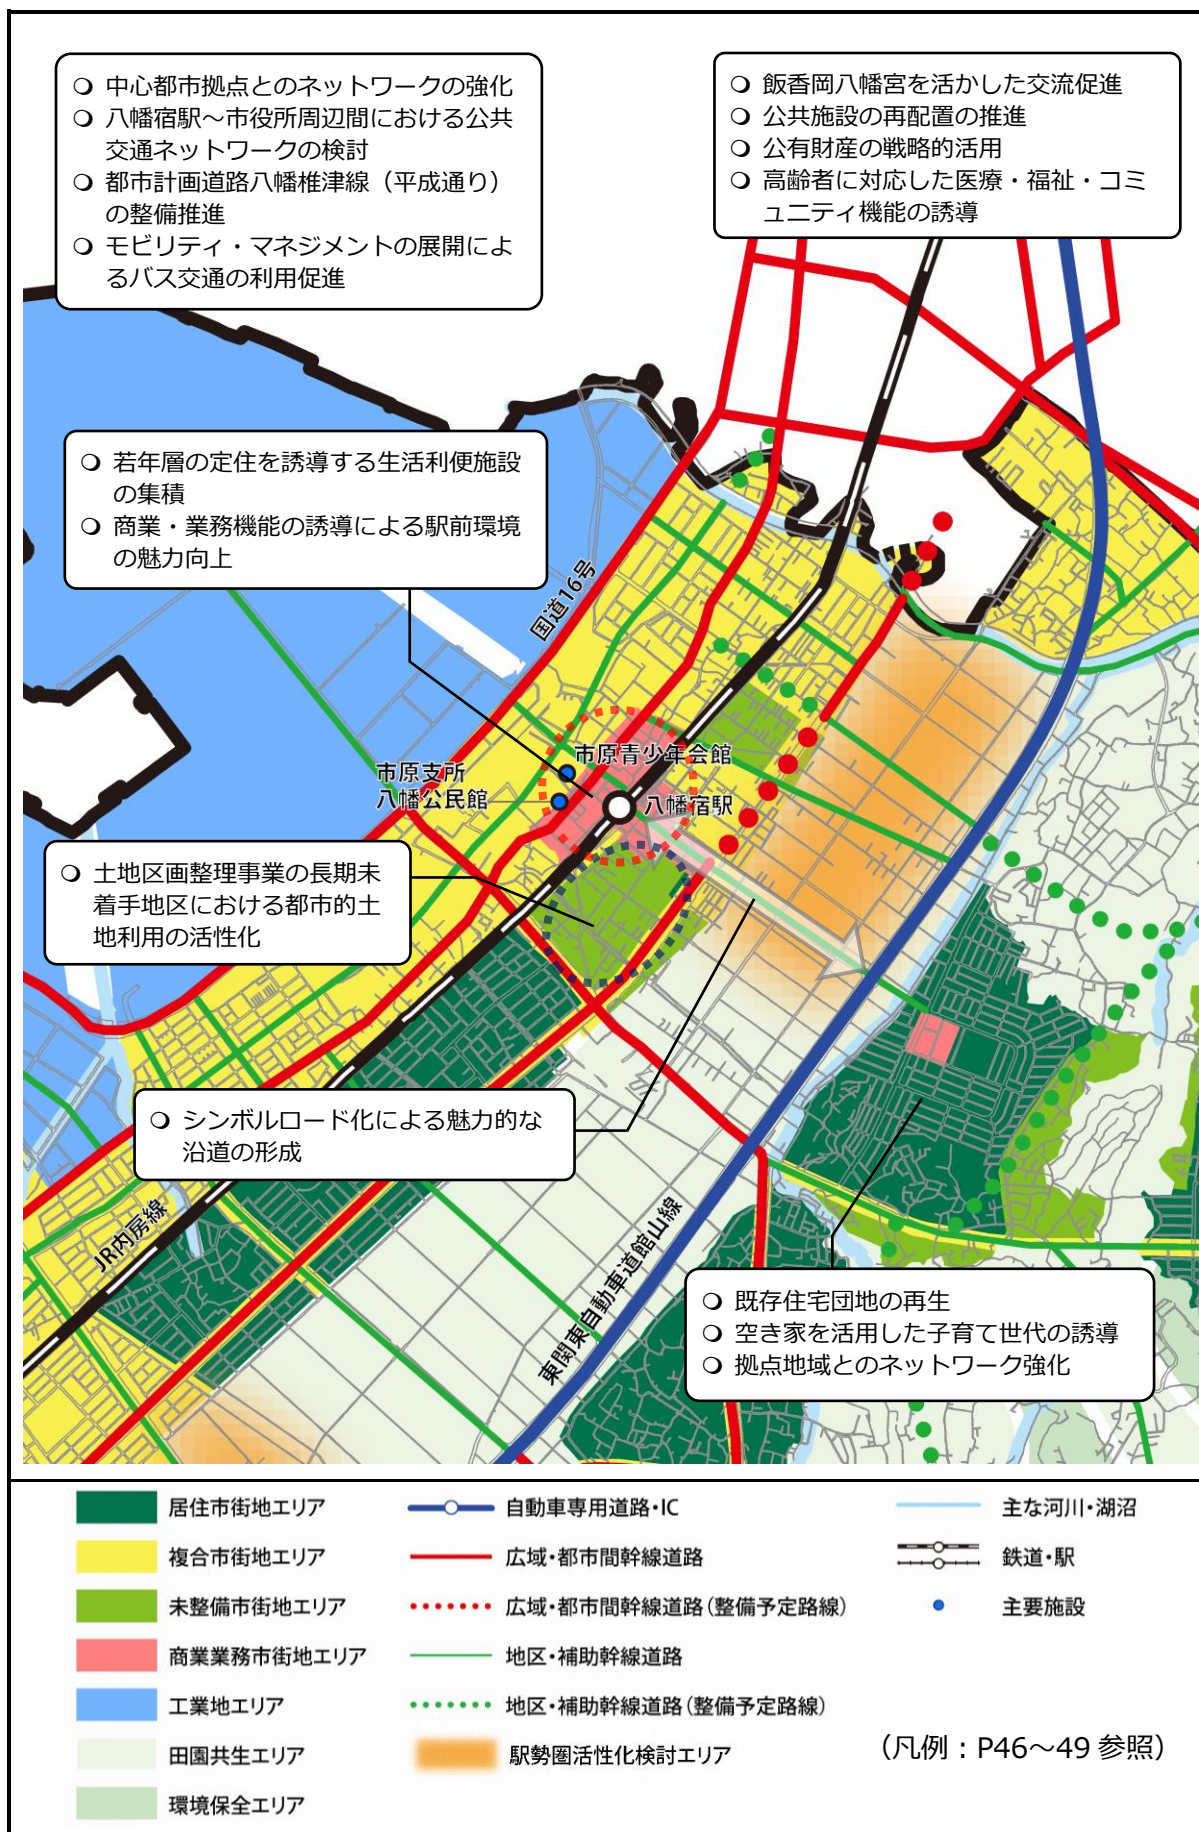 ❍ 中心都市拠点とのネットワークの強化
❍ 八幡宿駅～市役所周辺間における公共
交通ネットワークの検討
❍ 都市計画道路八幡椎津線（平成通り）
の整備推進
❍ モビリティ・マネジメントの展開によ
るバス交通の利用促進
❍ 飯香岡八幡宮を活かした交流促進
❍ 公共施設の再配置の推進
❍ 公有財産の戦略的活用
❍ 高齢者に対応した医療・福祉・コミ
ュニティ機能の誘導
❍ 若年層の定住を誘導する生活利便施設
の集積
❍ 商業・業務機能の誘導による駅前環境
の魅力向上
国道16号
市原青少年会館
市原支所
八幡公民館
八幡宿駅
❍ 土地区画整理事業の長期未
着手地区における都市的土
地利用の活性化
❍ シンボルロード化による魅力的な
沿道の形成
JR内房線
東関東自動車道館山線
❍ 既存住宅団地の再生
❍ 空き家を活用した子育て世代の誘導
❍ 拠点地域とのネットワーク強化
居住市街地エリア
複合市街地エリア
未整備市街地エリア
商業業務市街地エリア
工業地エリア
田園共生エリア
環境保全エリア
自動車専用道路・IC
広域・都市間幹線道路
広域・都市間幹線道路（整備予定路線）
地区・補助幹線道路
地区・補助幹線道路（整備予定路線）
駅勢圏活性化検討エリア
主な河川・湖沼
鉄道・駅
主要施設
（凡例：P46～49 参照）